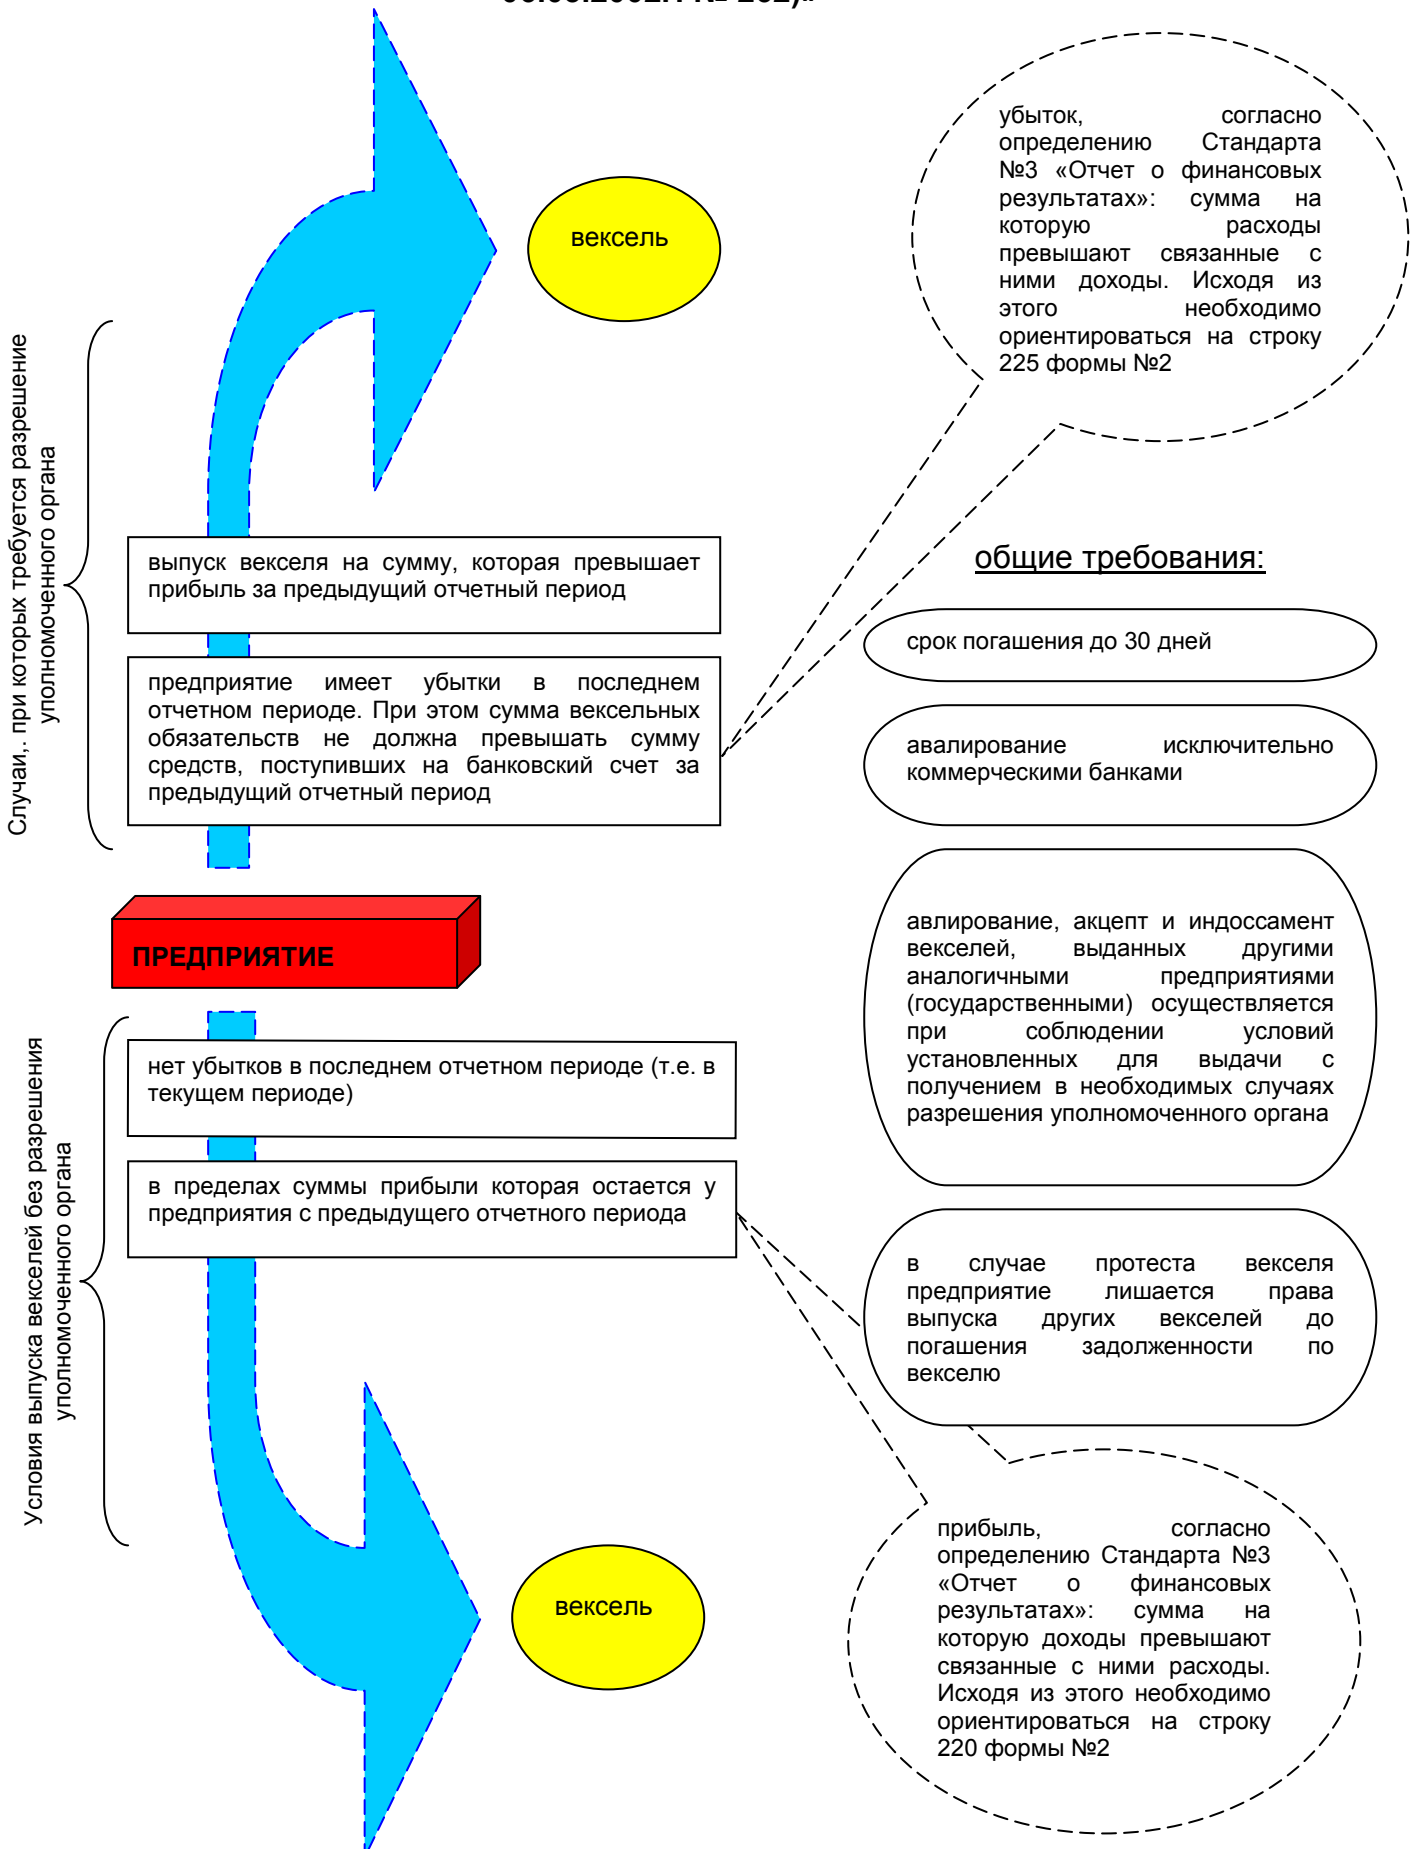 вексель
убыток, согласно
определению Стандарта
№3 «Отчет о финансовых
результатах»: сумма на
которую расходы
превышают связанные с
ними доходы. Исходя из
этого необходимо
ориентироваться на строку
225 формы №2
Случаи,. при которых требуется разрешение
уполномоченного органа
выпуск векселя на сумму, которая превышает
прибыль за предыдущий отчетный период
предприятие имеет убытки в последнем
отчетном периоде. При этом сумма вексельных
обязательств не должна превышать сумму
средств, поступивших на банковский счет за
предыдущий отчетный период
общие требования:
срок погашения до 30 дней
авалирование исключительно
коммерческими банками
авлирование, акцепт и индоссамент
векселей, выданных другими
аналогичными предприятиями
(государственными) осуществляется
при соблюдении условий
установленных для выдачи с
получением в необходимых случаях
разрешения уполномоченного органа
ПРЕДПРИЯТИЕ
Условия выпуска векселей без разрешения
уполномоченного органа
нет убытков в последнем отчетном периоде (т.е. в
текущем периоде)
в пределах суммы прибыли которая остается у
предприятия с предыдущего отчетного периода
в случае протеста векселя
предприятие лишается права
выпуска других векселей до
погашения задолженности по
векселю
вексель
прибыль, согласно
определению Стандарта №3
«Отчет о финансовых
результатах»: сумма на
которую доходы превышают
связанные с ними расходы.
Исходя из этого необходимо
ориентироваться на строку
220 формы №2